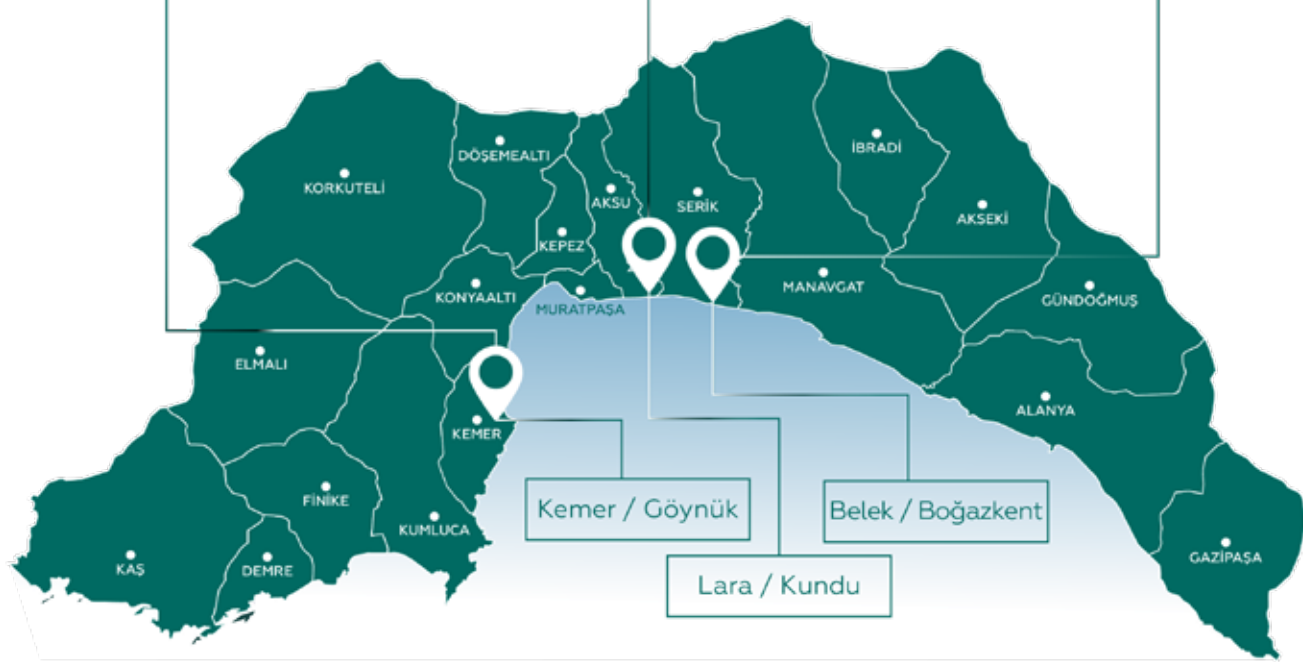 İBRADİ
DÖŞEMEALTI
KORKUTELİ
AKSU
SERİK
AKSEKİ
KEPEZ
MANAVGAT
KONYAALTI
GÜNDOĞMUŞ
MURATPAŞA
ELMALI
ALANYA
KEMER
FİNİKE
Kemer / Göynük
Belek / Boğazkent
KUMLUCA
GAZİPAŞA
KAŞ
DEMRE
Lara / Kundu